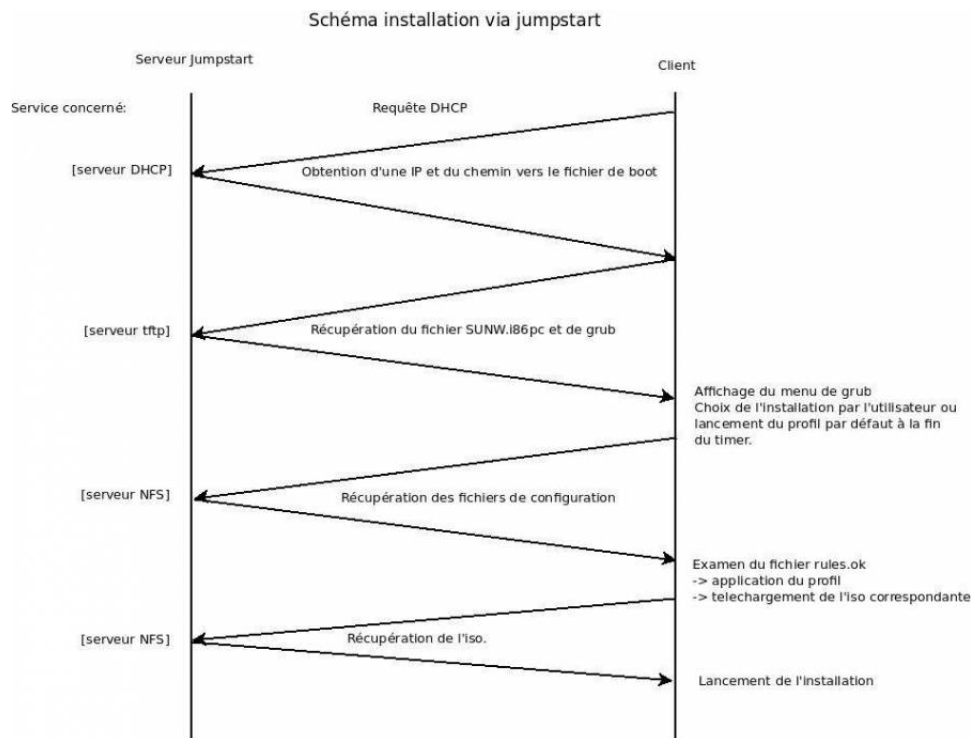 Schéma installation via jumpstart
Serveur Jumpstart
Client
Service concerné:
Requête DHCP
[serveur DHCP]
Obtention d'une IP et du chemin vers le fichier de boot
[serveur tftp]
Récupération du fichier SUNW.i86pc et de grub
Affichage du menu de grub
Choix de l'installation par l'utilisateur ou
lancement du profil par défaut à la fin
du timer.
[serveur NFS]
Récupération des fichiers de configuration
Examen du fichier rules.ok
-> application du profil
-> telechargement de l'iso correspondante
[serveur NFS]
Récupération de l'iso.
Lancement de l'installation